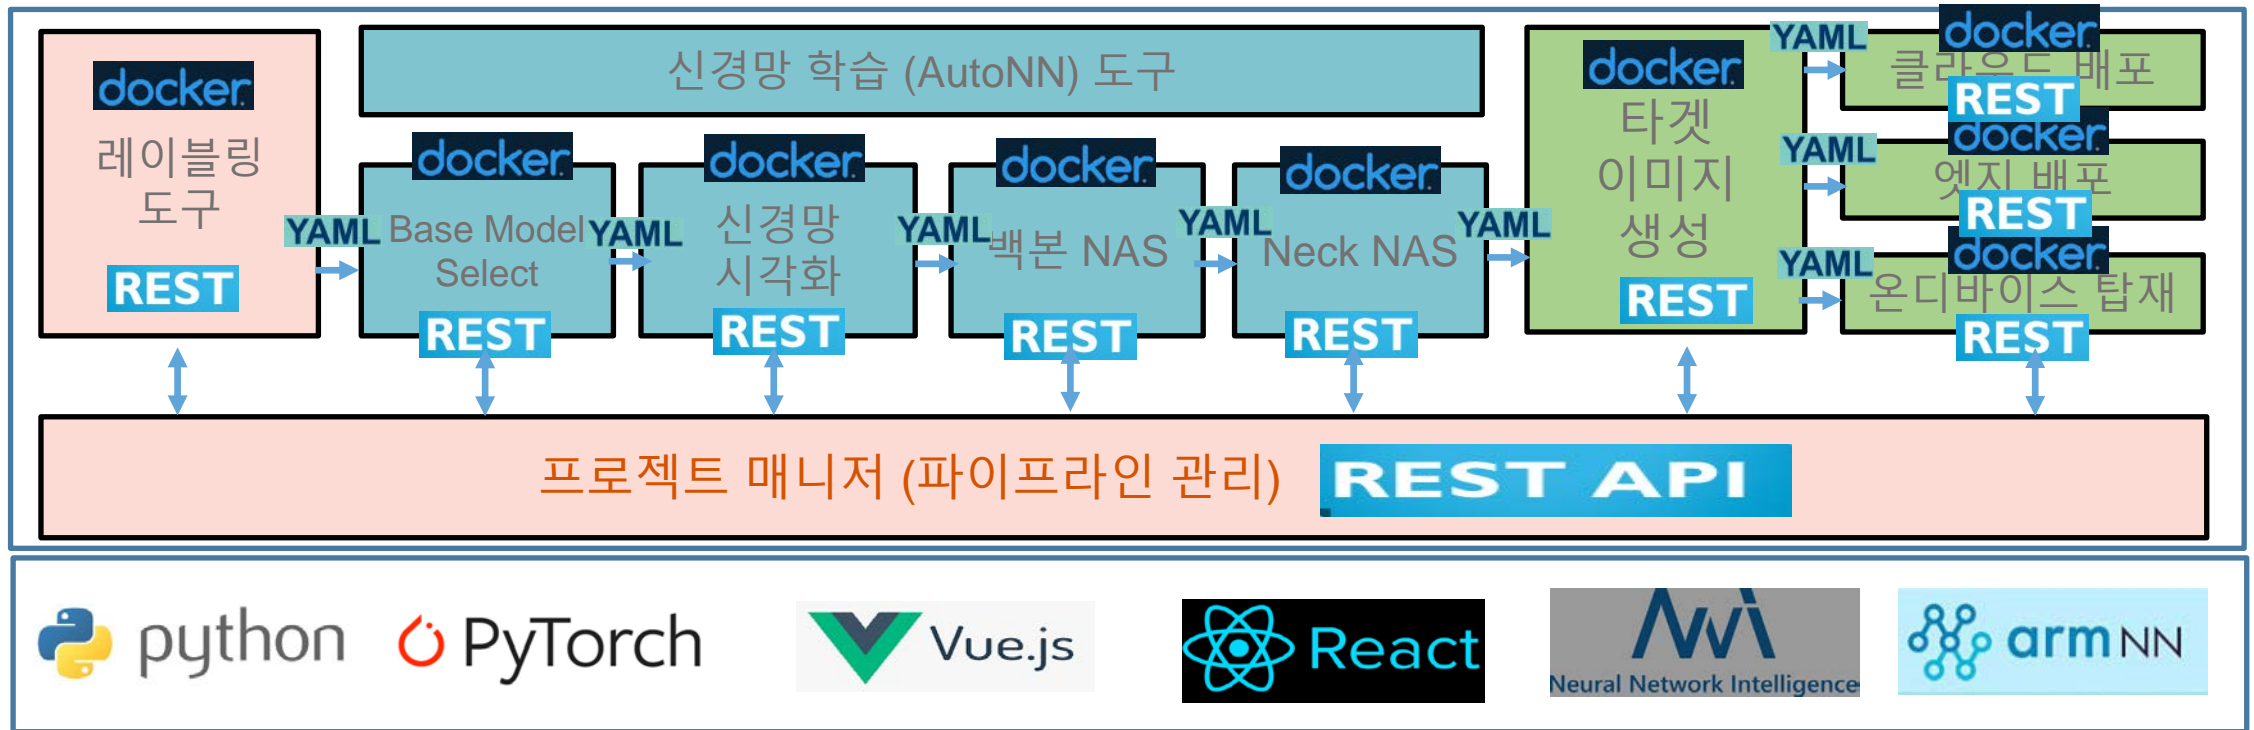 docker
레이블링
도구
REST
신경망 학습 (AutoNN) 도구
YAML
docker
Base Model
Select
REST
YAML
docker
신경망
시각화
REST
YAML
docker
백본 NAS
REST
YAML
docker
Neck NAS
REST
YAML
docker
타겟
이미지
생성
REST
YAML
docker
클라우드 배포
REST
YAML
docker
엣지 배포
REST
YAML
docker
온디바이스 탑재
REST
프로젝트 매니저 (파이프라인 관리)
REST API
python
PyTorch
Vue.js
React
Neural Network Intelligence
arm NN